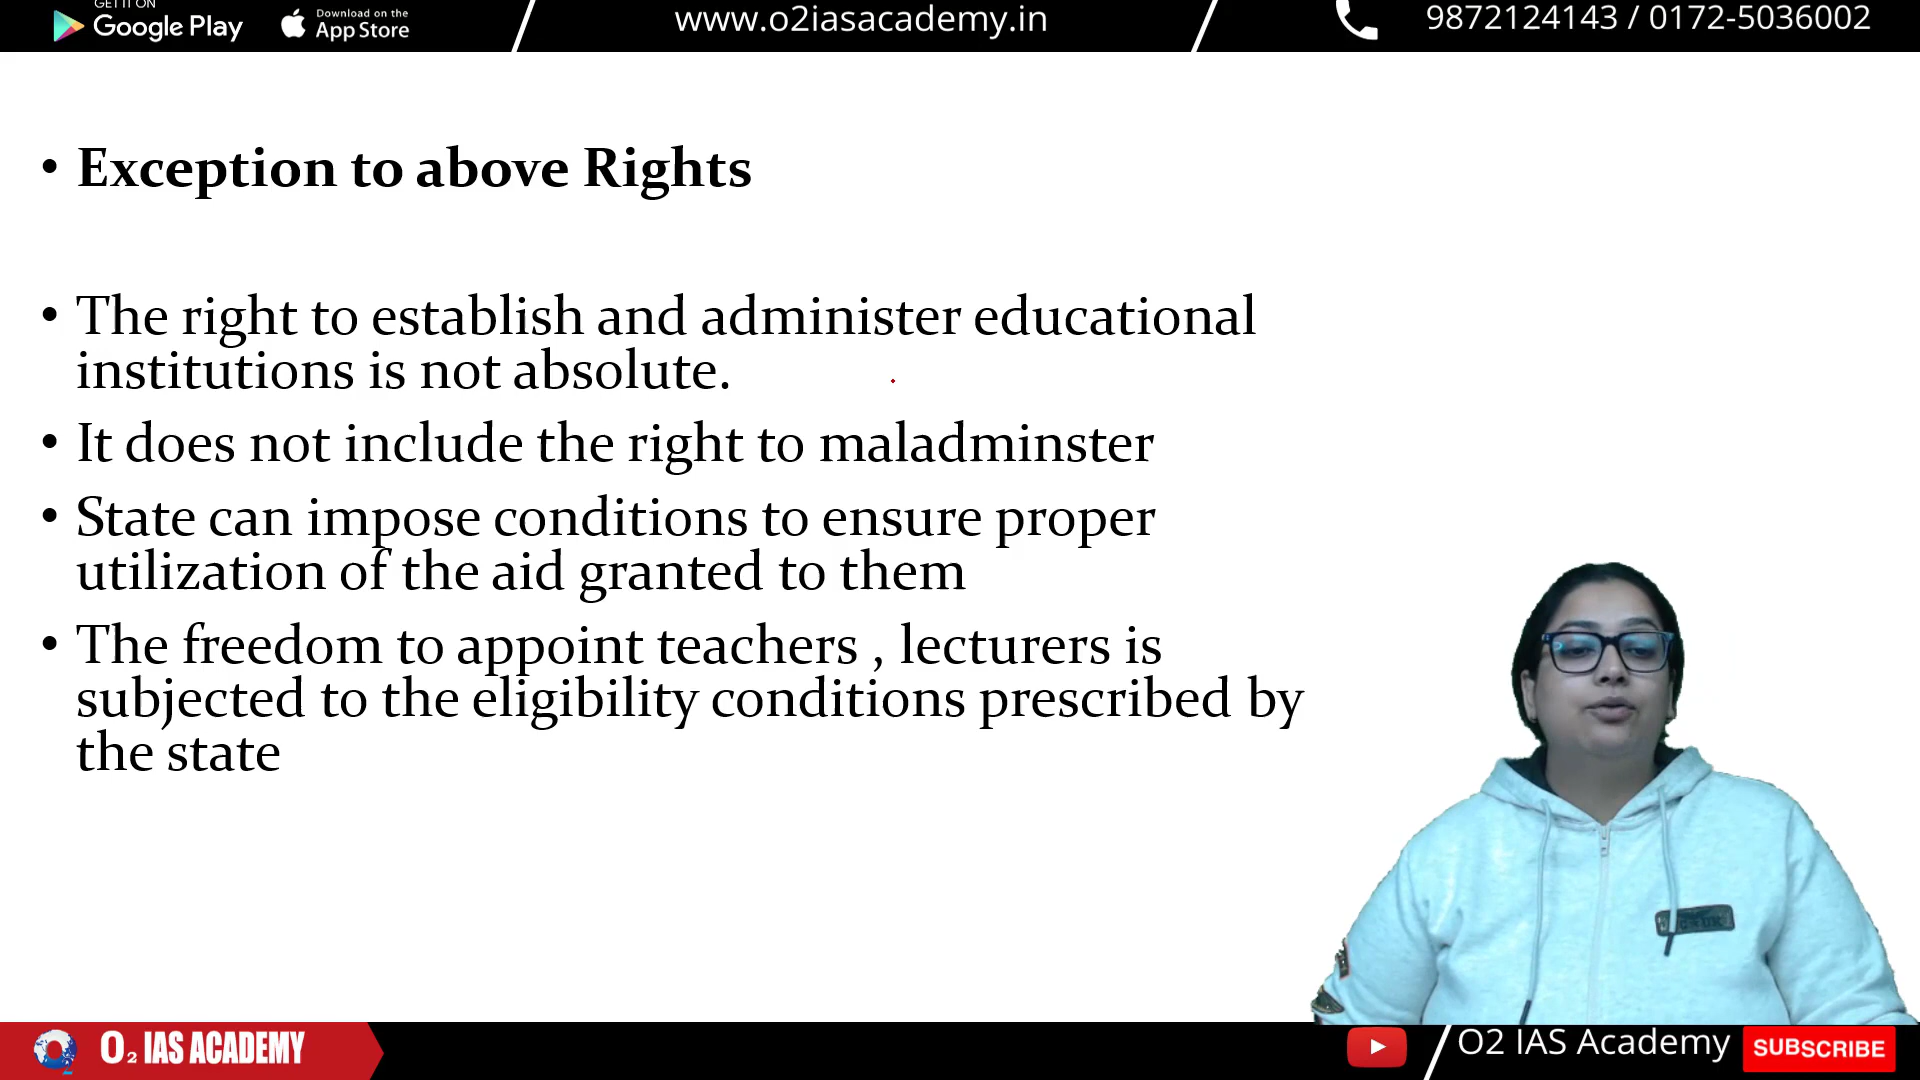 GET IT ON
Google Play
Download on the
App Store
www.o2iasacademy.in
9872124143 / 0172-5036002
• Exception to above Rights
• The right to establish and administer educational
institutions is not absolute.
• It does not include the right to maladminster
• State can impose conditions to ensure proper
utilization of the aid granted to them
• The freedom to appoint teachers , lecturers is
subjected to the eligibility conditions prescribed by
the state
O2 IAS ACADEMY
O2 IAS Academy
SUBSCRIBE